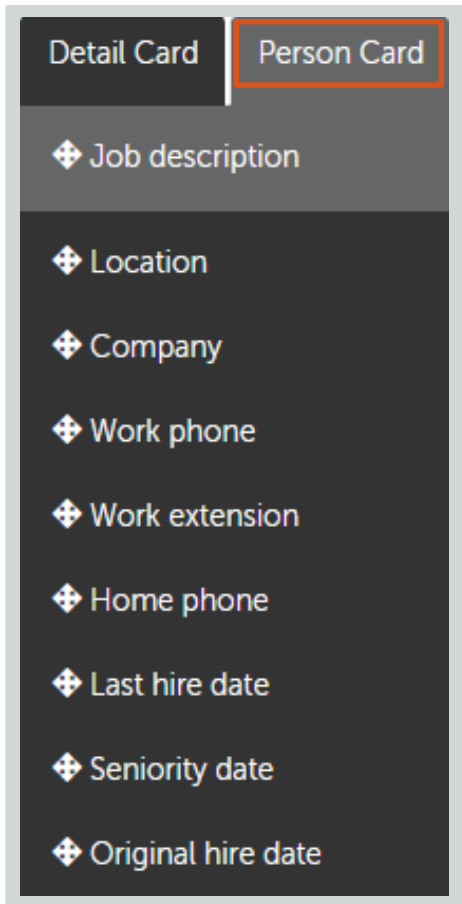 Detail Card Person Card
Job description
Location
Company
Work phone
Work extension
Home phone
Last hire date
Seniority date
Original hire date